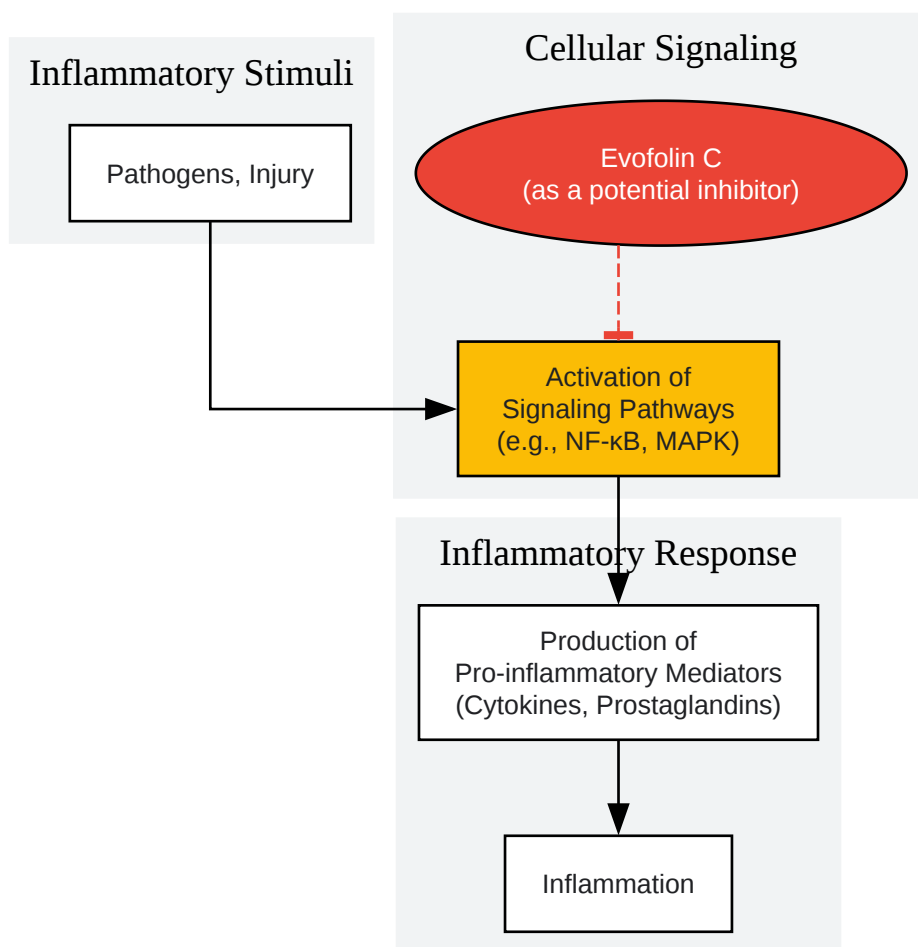 Inflammatory Stimuli
Pathogens, Injury
Cellular Signaling
Evofolin C
(as a potential inhibitor)
Activation of
Signaling Pathways
(e.g., NF-κB, MAPK)
Inflammatory Response
Production of
Pro-inflammatory Mediators
(Cytokines, Prostaglandins)
Inflammation